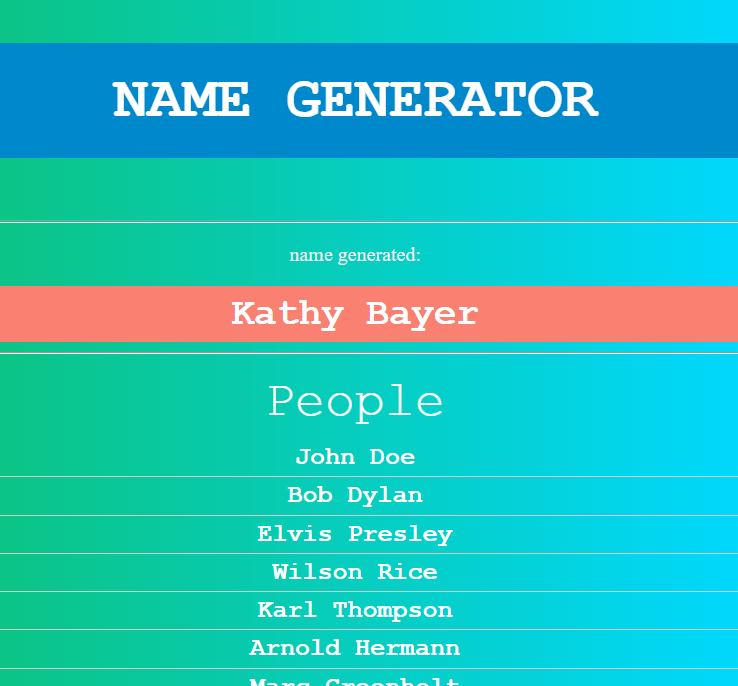 NAME GENERATOR
name generated:
Kathy Bayer
People
John Doe
Bob Dylan
Elvis Presley
Wilson Rice
Karl Thompson
Arnold Hermann